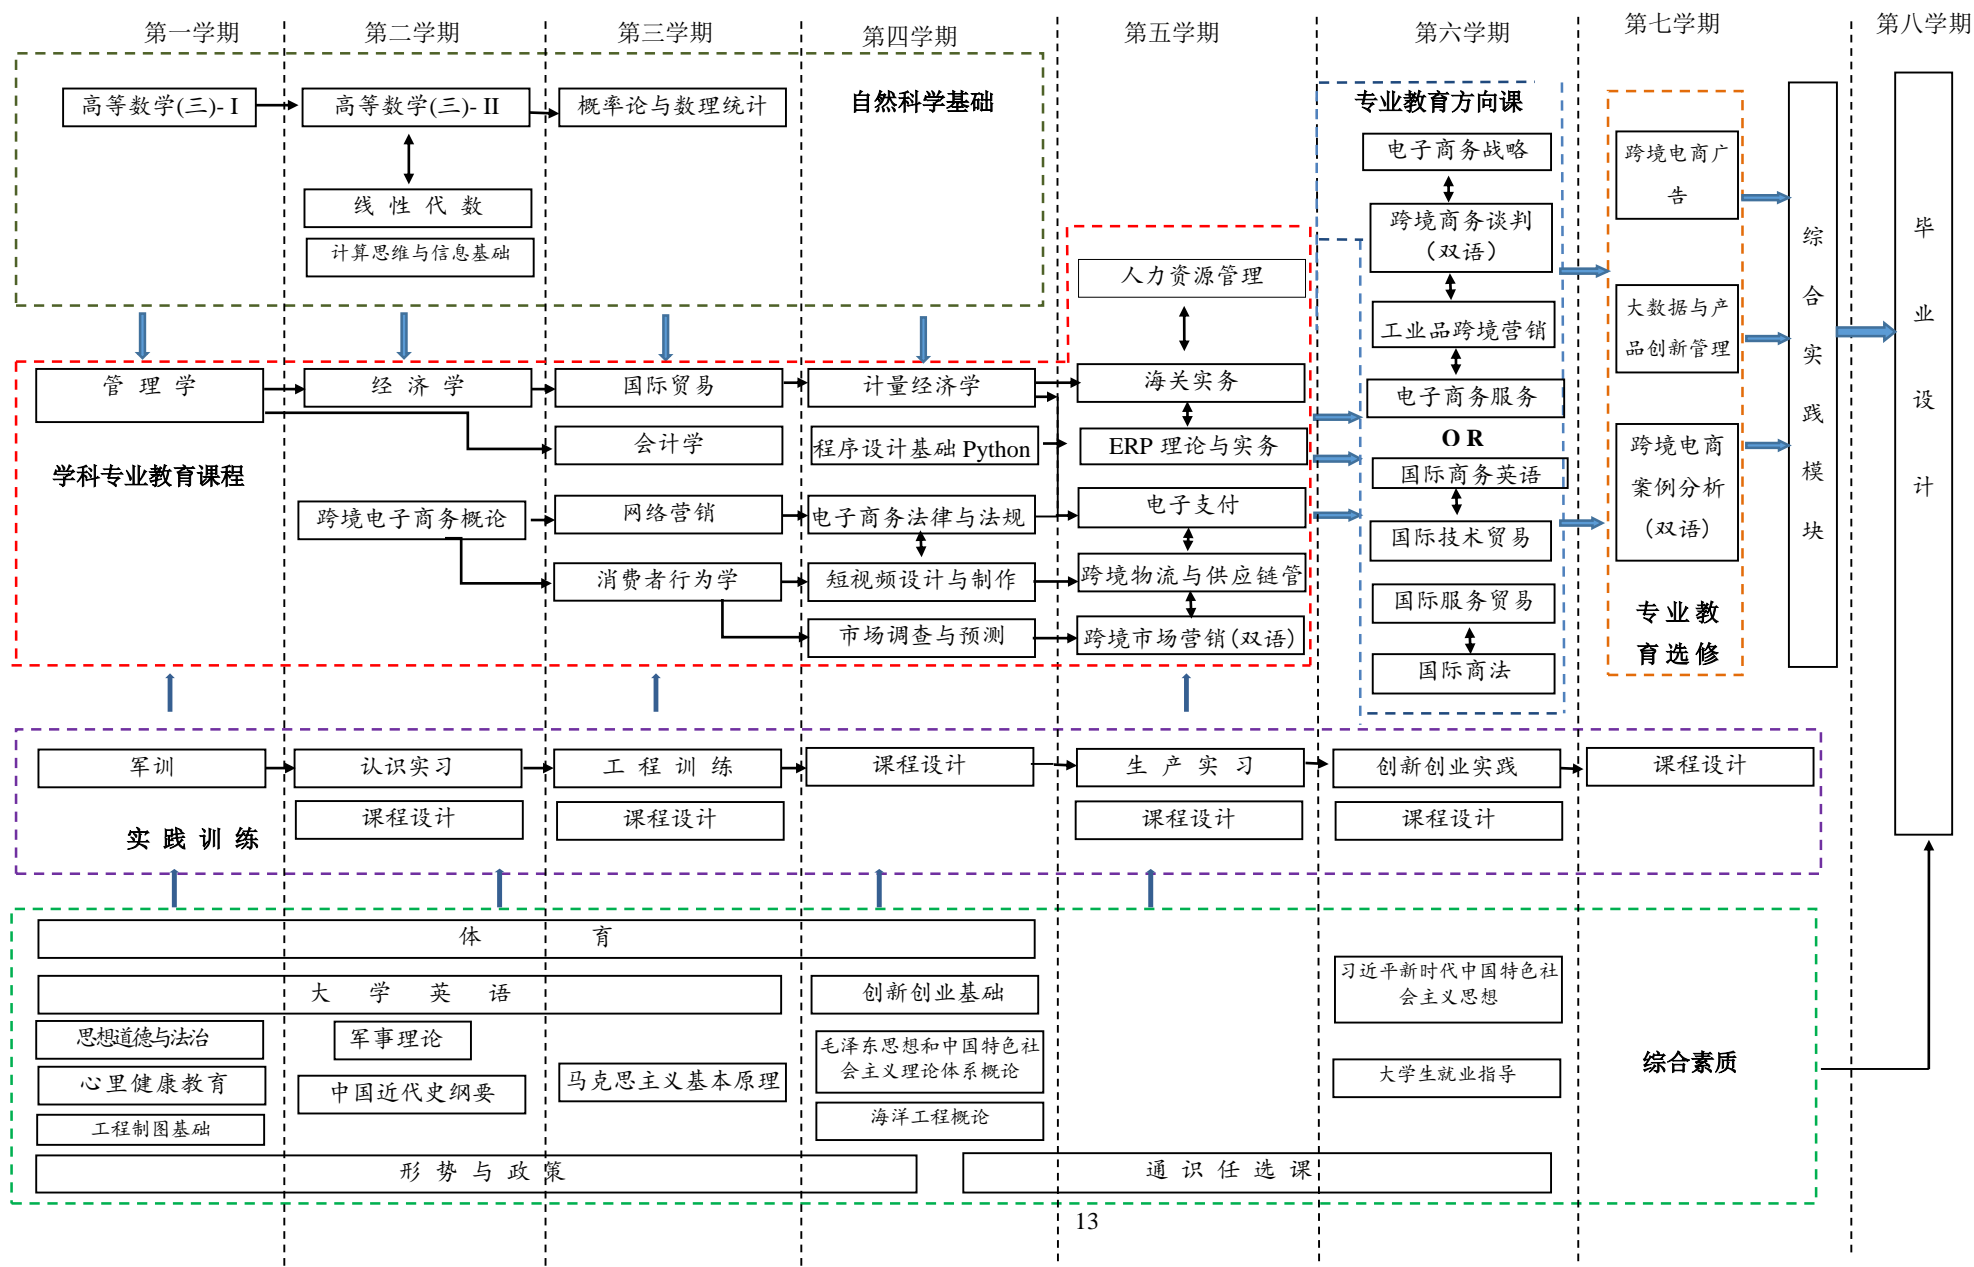 第一学期
第二学期
第三学期
第四学期
第五学期
第六学期
第七学期
第八学期
高等数学(三)- I
高等数学(三)- II
概率论与数理统计
自然科学基础
线 性 代 数
计算思维与信息基础
专业教育方向课
电子商务战略
跨境商务谈判
（双语）
工业品跨境营销
电子商务服务
O R
国际商务英语
国际技术贸易
国际服务贸易
国际商法
跨境电商广
告
大数据与产
品创新管理
跨境电商
案例分析
（双语）
专 业 教
育 选 修
综
合
实
践
模
块
毕
业
设
计
人力资源管理
管 理 学
经 济 学
国际贸易
计量经济学
海关实务
会计学
程序设计基础 Python
ERP 理论与实务
学科专业教育课程
跨境电子商务概论
网络营销
电子商务法律与法规
电子支付
消费者行为学
短视频设计与制作
跨境物流与供应链管
市场调查与预测
跨境市场营销(双语)
军训
认识实习
工 程 训 练
课程设计
生 产 实 习
创新创业实践
课程设计
课程设计
课程设计
课程设计
课程设计
实 践 训 练
体 育
大 学 英 语
创新创业基础
习近平新时代中国特色社
会主义思想
思想道德与法治
军事理论
毛泽东思想和中国特色社
会主义理论体系概论
心里健康教育
中国近代史纲要
马克思主义基本原理
大学生就业指导
综合素质
工程制图基础
海洋工程概论
形 势 与 政 策
通 识 任 选 课
13